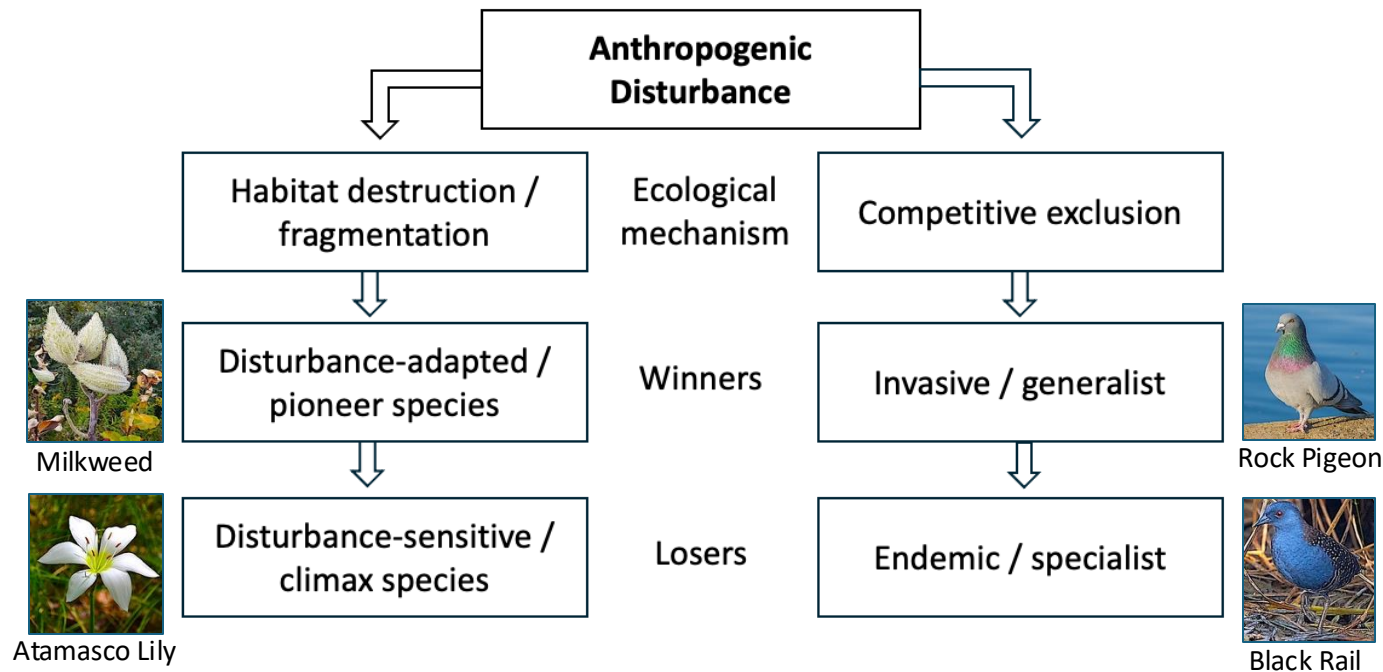 Anthropogenic
Disturbance
Habitat destruction /
fragmentation
Ecological
mechanism
Competitive exclusion
Disturbance-adapted /
pioneer species
Winners
Invasive / generalist
Milkweed
Rock Pigeon
Disturbance-sensitive /
climax species
Losers
Endemic / specialist
Atamasco Lily
Black Rail